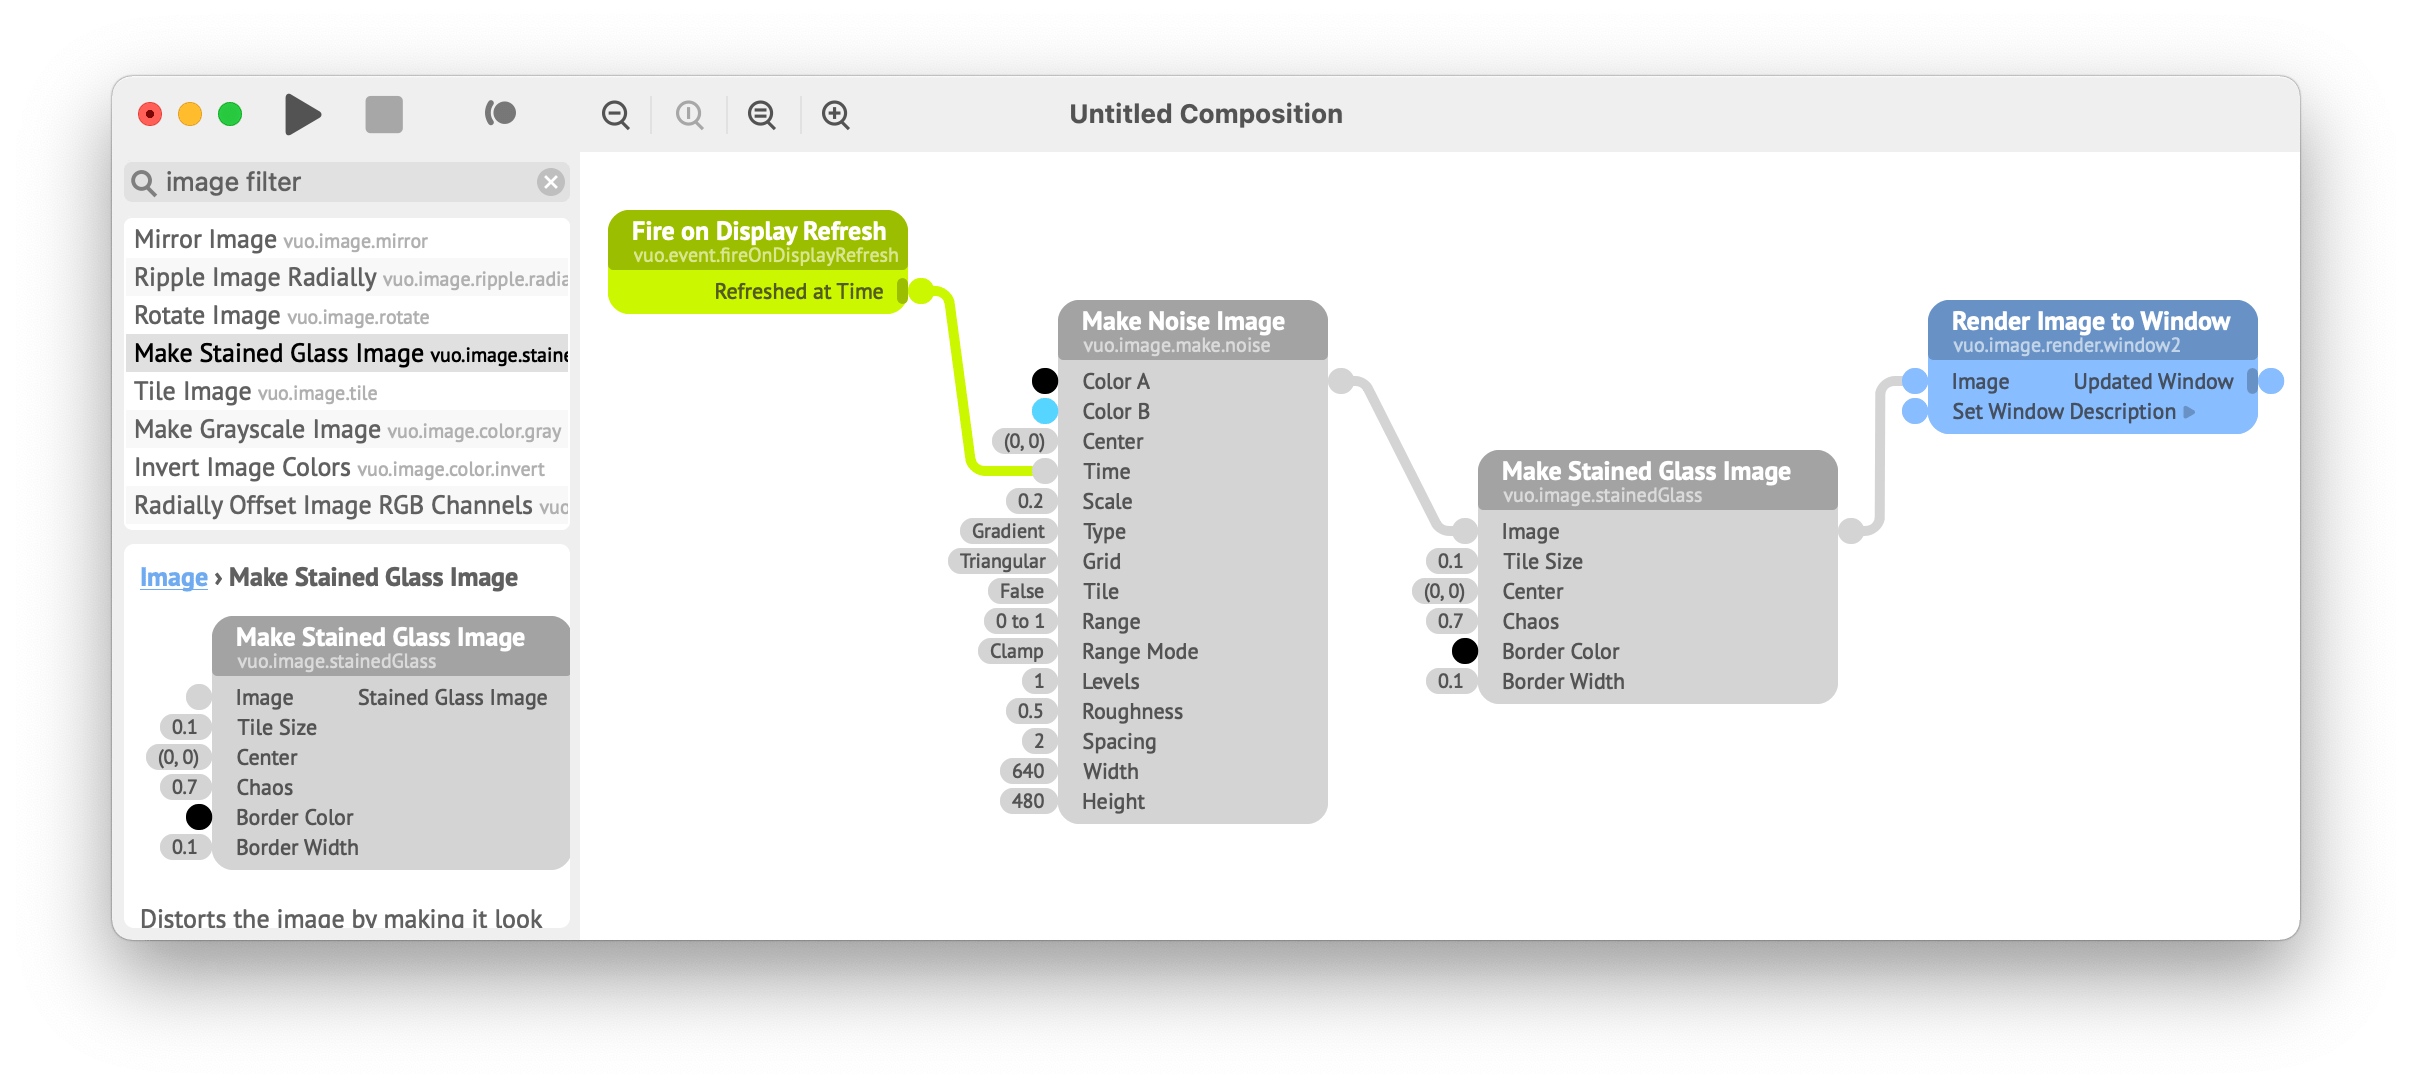 Untitled Composition
image filter
Mirror Image vuo.image.mirror
Ripple Image Radially vuo.image.ripple.radia
Rotate Image vuo.image.rotate
Make Stained Glass Image vuo.image.staine
Tile Image vuo.image.tile
Make Grayscale Image vuo.image.color.gray
Invert Image Colors vuo.image.color.invert
Radially Offset Image RGB Channels vuo
Image › Make Stained Glass Image
Make Stained Glass Image
vuo.image.stainedGlass
Image Stained Glass Image
0.1 Tile Size
(0, 0) Center
0.7 Chaos
Border Color
0.1 Border Width
Distorts the image by making it look
Fire on Display Refresh
vuo.event.fireOnDisplayRefresh
Refreshed at Time
Make Noise Image
vuo.image.make.noise
Color A
Color B
(0, 0) Center
Time
0.2 Scale
Gradient Type
Triangular Grid
False Tile
0 to 1 Range
Clamp Range Mode
1 Levels
0.5 Roughness
2 Spacing
640 Width
480 Height
Make Stained Glass Image
vuo.image.stainedGlass
Image
0.1 Tile Size
(0, 0) Center
0.7 Chaos
Border Color
0.1 Border Width
Render Image to Window
vuo.image.render.window2
Image Updated Window
Set Window Description